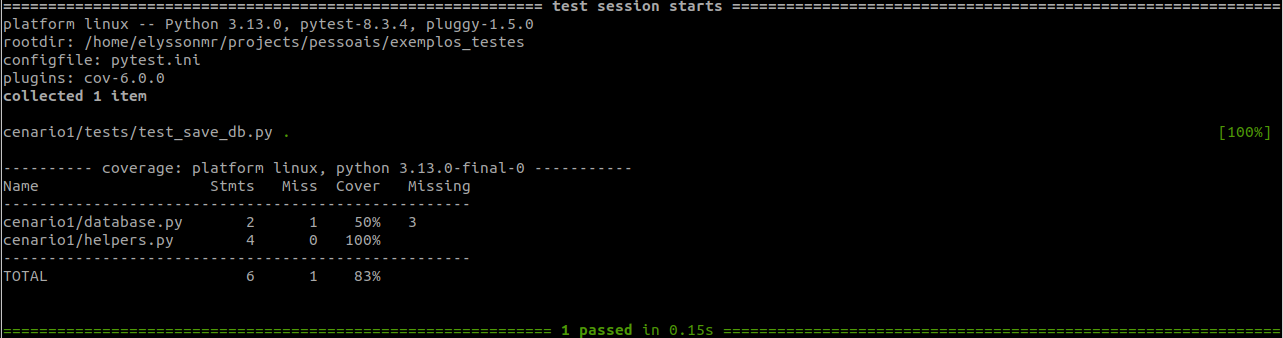 ============================================================ test session starts =============================================================
platform linux -- Python 3.13.0, pytest-8.3.4, pluggy-1.5.0
rootdir: /home/elyssonmr/projects/pessoais/exemplos_testes
configfile: pytest.ini
plugins: cov-6.0.0
collected 1 item
cenario1/tests/test_save_db.py . [100%]
---------- coverage: platform linux, python 3.13.0-final-0 -----------
Name Stmts Miss Cover Missing
----------------------------------------------------
cenario1/database.py 2 1 50% 3
cenario1/helpers.py 4 0 100%
----------------------------------------------------
TOTAL 6 1 83%
============================================================= 1 passed in 0.15s ==============================================================